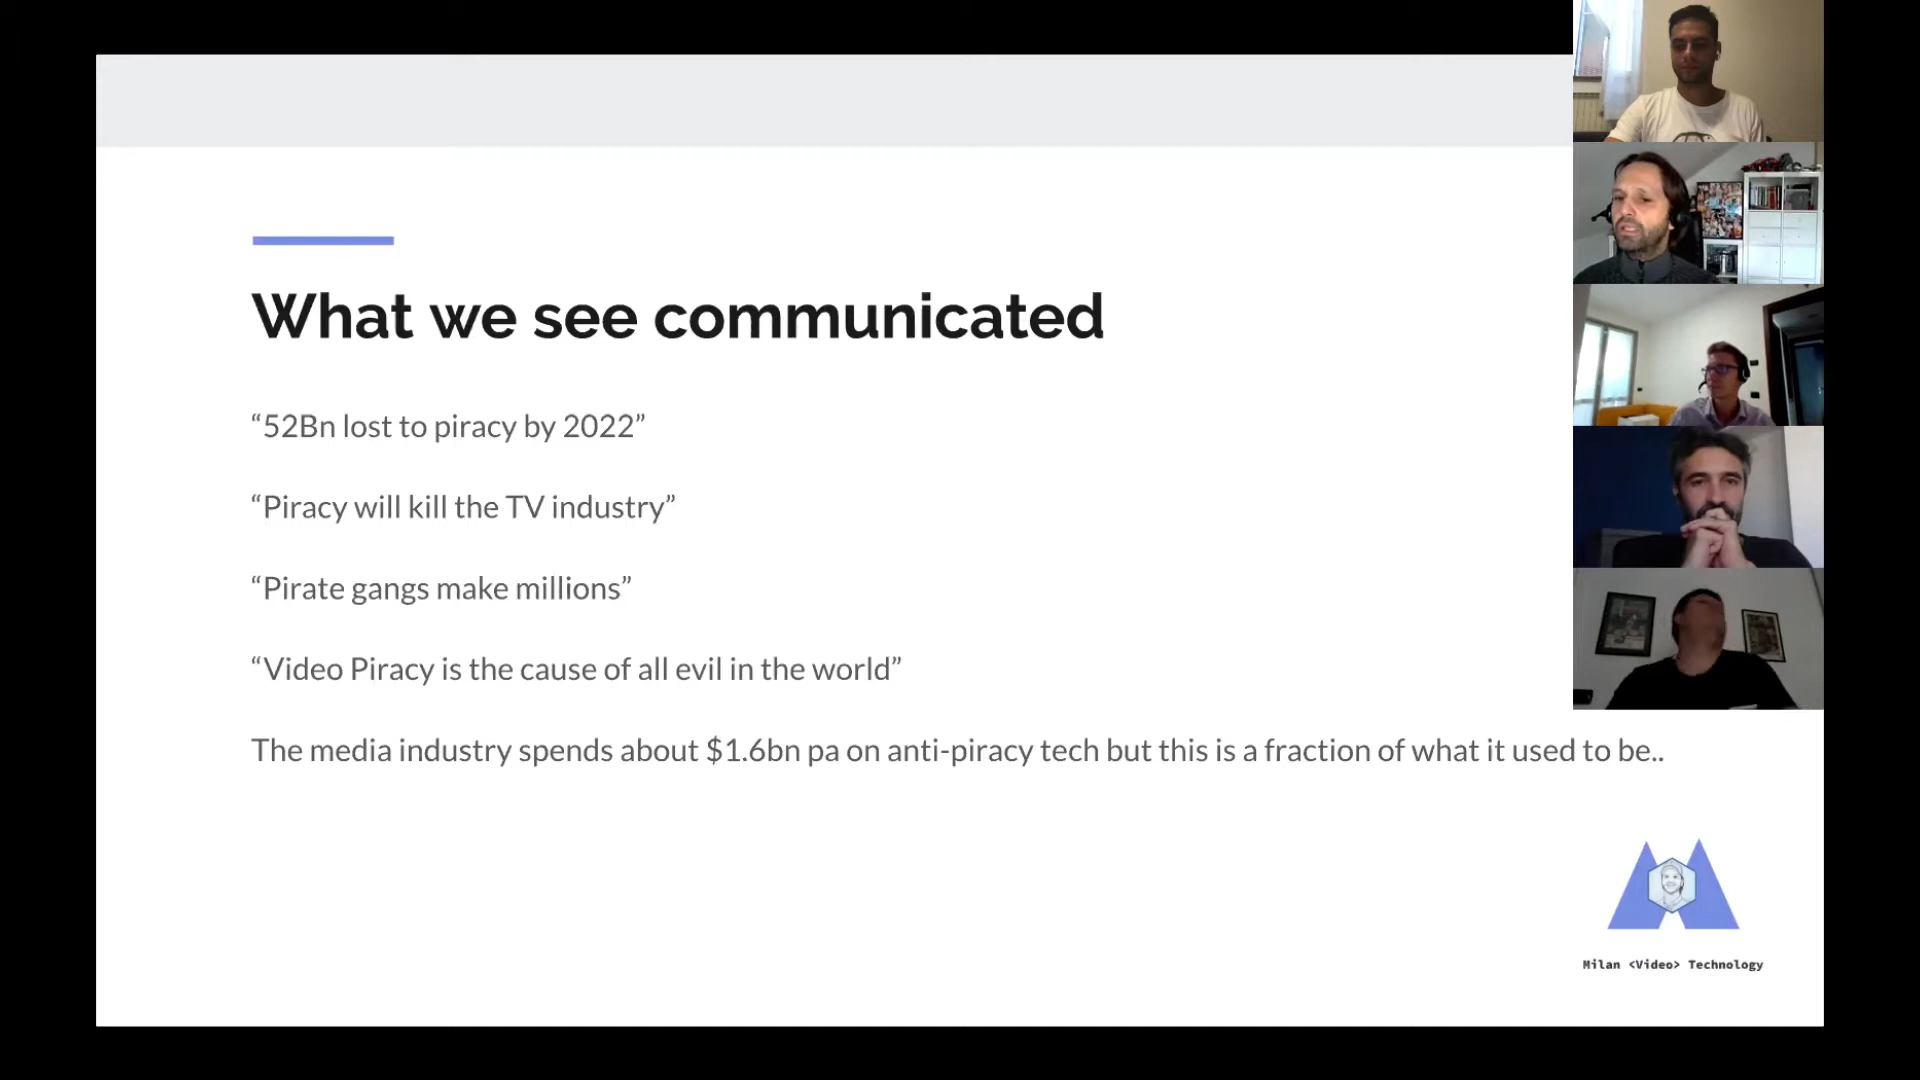 What we see communicated
“52Bn lost to piracy by 2022”
“Piracy will kill the TV industry”
“Pirate gangs make millions”
“Video Piracy is the cause of all evil in the world”
The media industry spends about $1.6bn pa on anti-piracy tech but this is a fraction of what it used to be..
Milan <Video> Technology